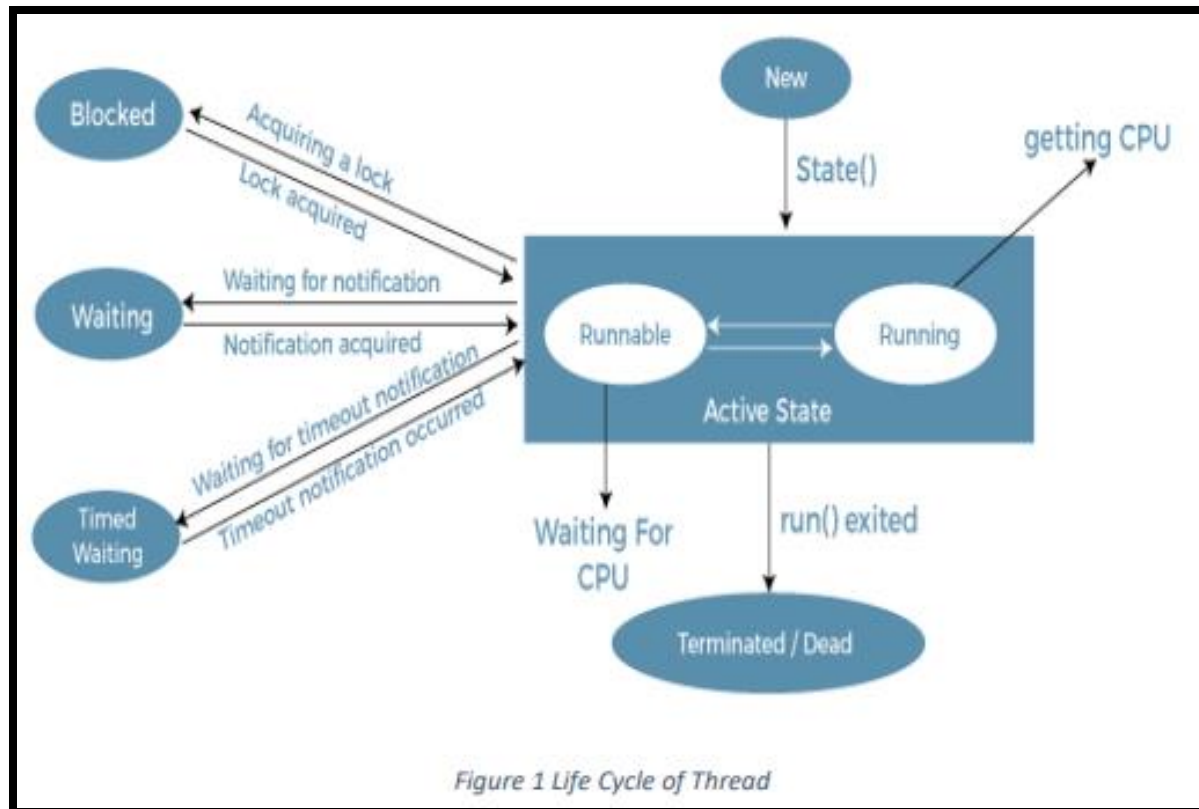 New
Blocked
Acquiring a lock
Lock acquired
State()
getting CPU
Waiting
Waiting for notification
Notification acquired
Runnable
Running
Active State
Waiting for timeout notification
Timeout notification occurred
Timed
Waiting
Waiting For
CPU
run() exited
Terminated / Dead
Figure 1 Life Cycle of Thread